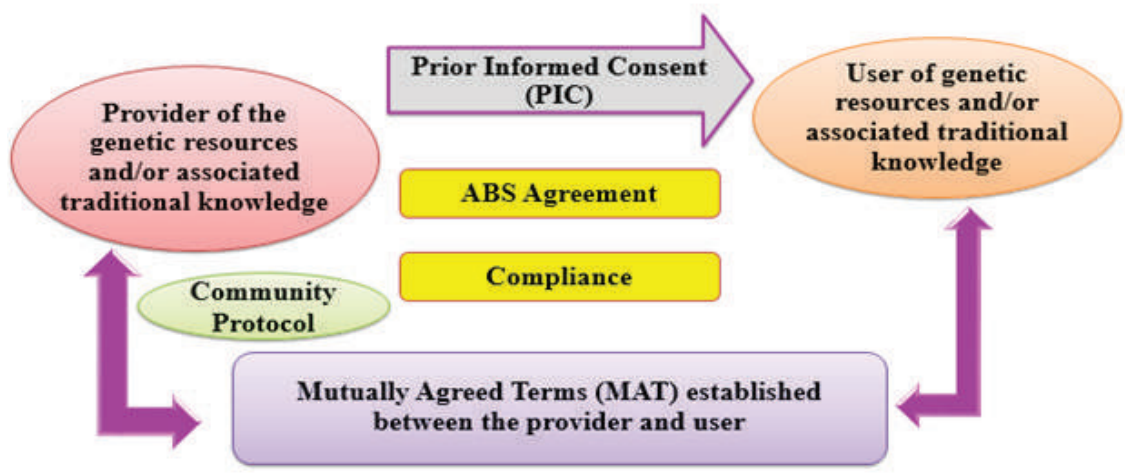 Provider of the
genetic resources
and/or associated
traditional knowledge
Prior Informed Consent
(PIC)
User of genetic
resources and/or
associated traditional
knowledge
ABS Agreement
Compliance
Community
Protocol
Mutually Agreed Terms (MAT) established
between the provider and user